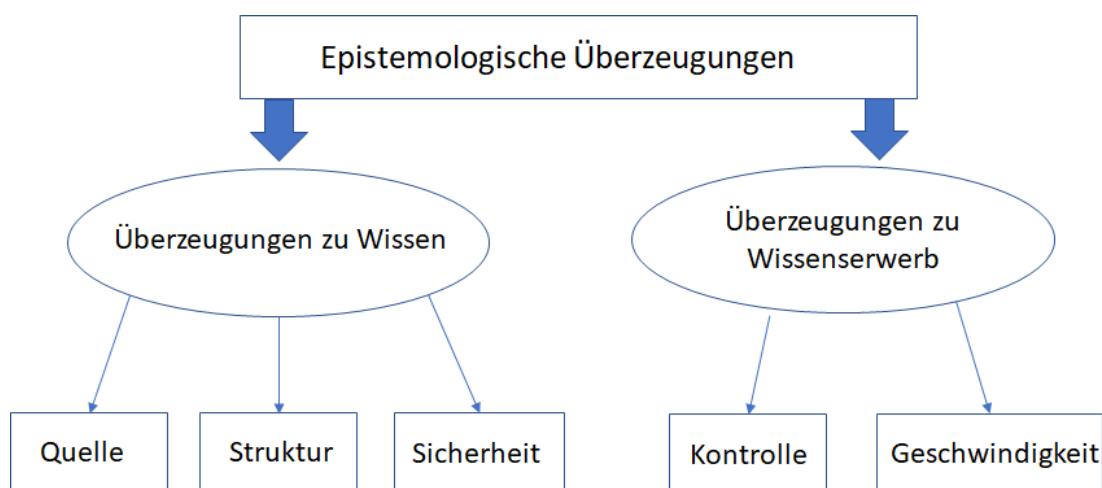 Epistemologische Überzeugungen
Überzeugungen zu Wissen
Überzeugungen zu
Wissenserwerb
Quelle
Struktur
Sicherheit
Kontrolle
Geschwindigkeit